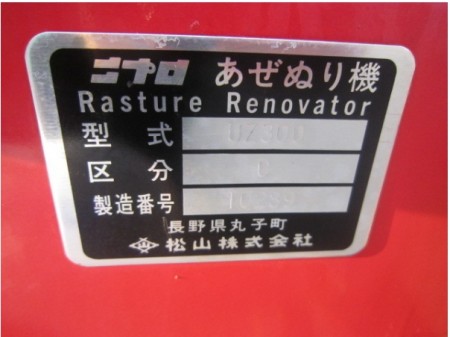 ニプロ あぜぬり機
Rasture Renovator
型式
区分
製造番号
長野県丸子町
松山株式会社